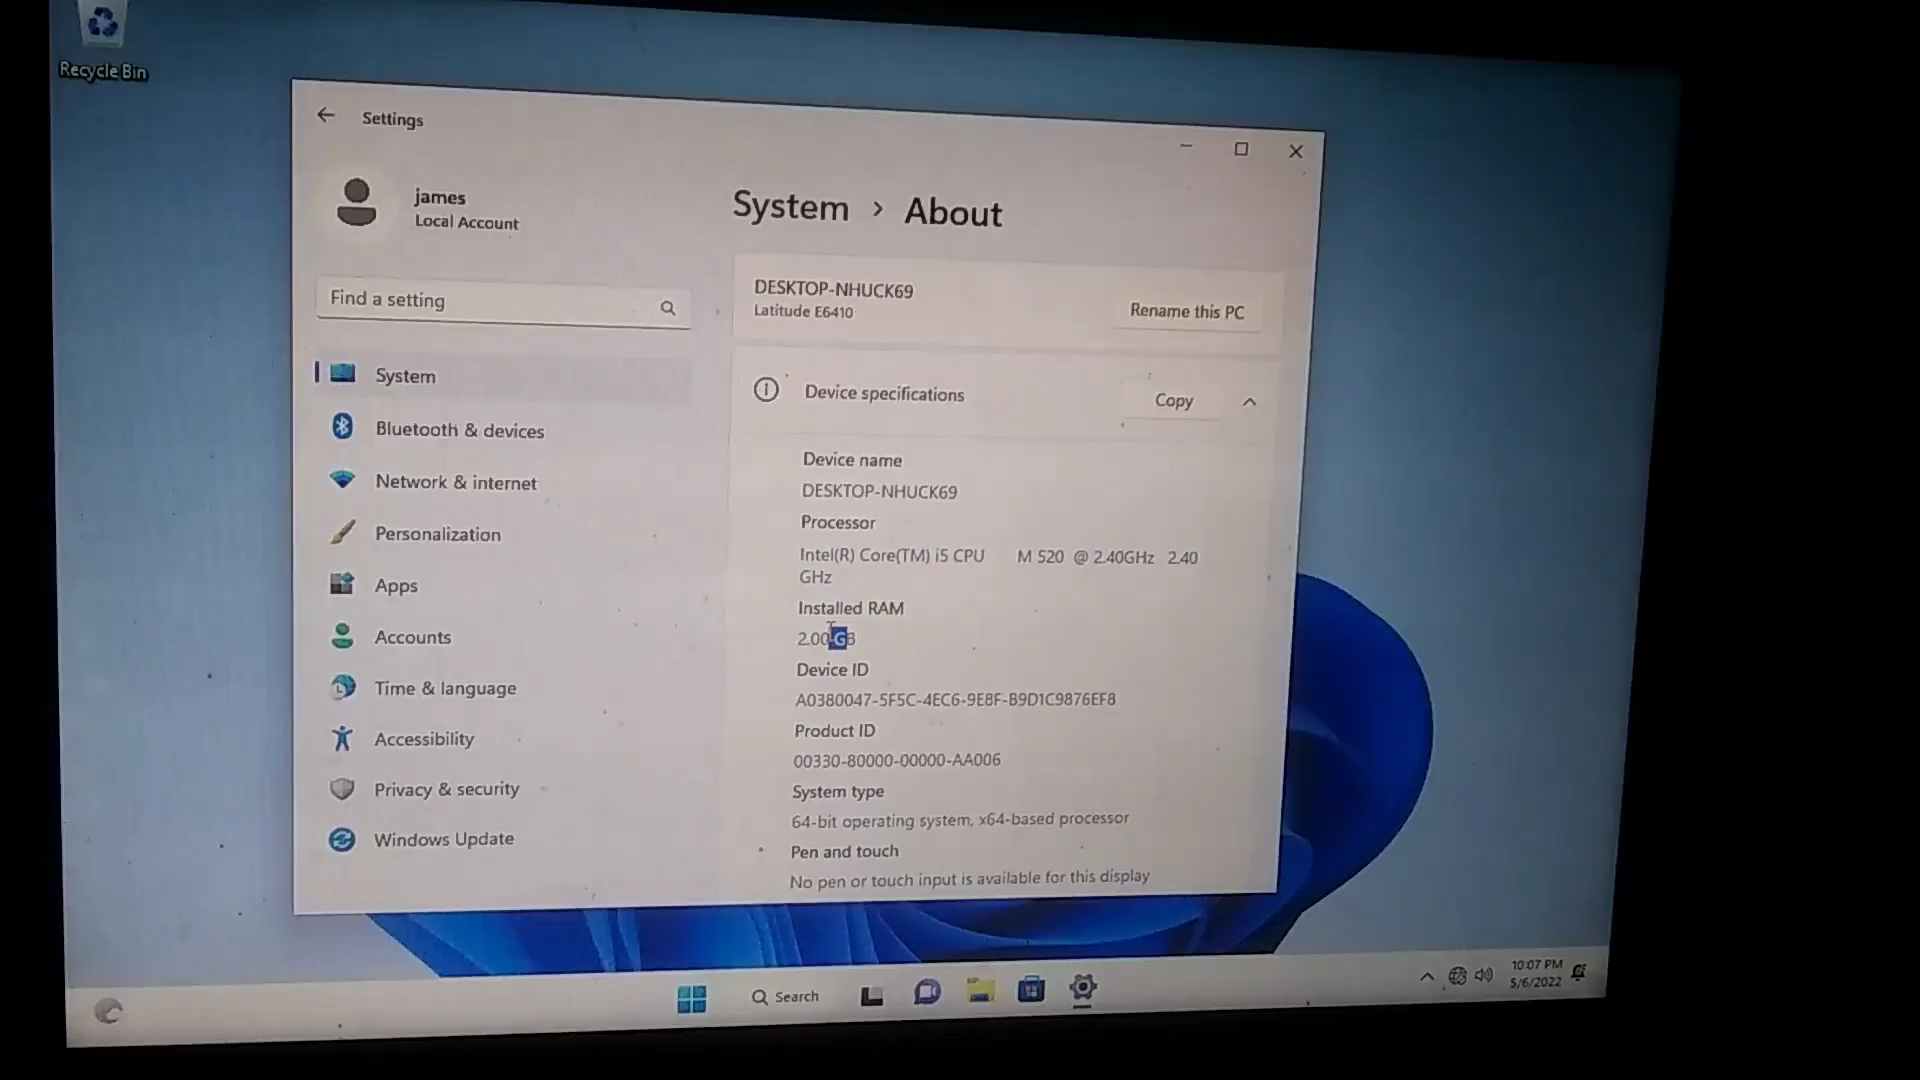 Recycle Bin
Settings
james
Local Account
Find a setting
System
Bluetooth & devices
Network & internet
Personalization
Apps
Accounts
Time & language
Accessibility
Privacy & security
Windows Update
System › About
DESKTOP-NHUCK69
Latitude E6410
Rename this PC
Device specifications
Copy
Device name
DESKTOP-NHUCK69
Processor
Intel(R) Core(TM) i5 CPU M 520 @ 2.40GHz 2.40
GHz
Installed RAM
2.00 GB
Device ID
A0380047-5F5C-4EC6-9E8F-B9D1C9876EF8
Product ID
00330-80000-00000-AA006
System type
64-bit operating system, x64-based processor
Pen and touch
No pen or touch input is available for this display
Search
10:07 PM
5/6/2022